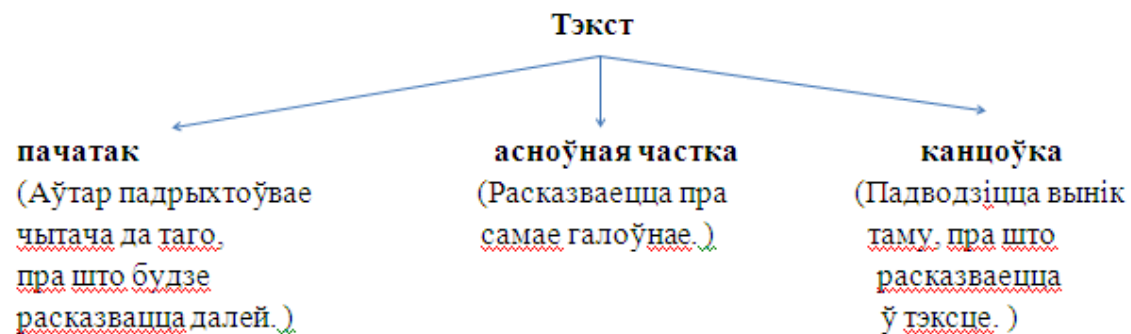 Тэкст
пачатак
(Аўтар падрыхтоўвае
чытача да таго,
пра што будзе
расказвацца далей. )
асноўная частка
(Расказваецца пра
самае галоўнае. )
канцоўка
(Падводзіцца вынік
таму, пра што
расказваецца
ў тэксце. )